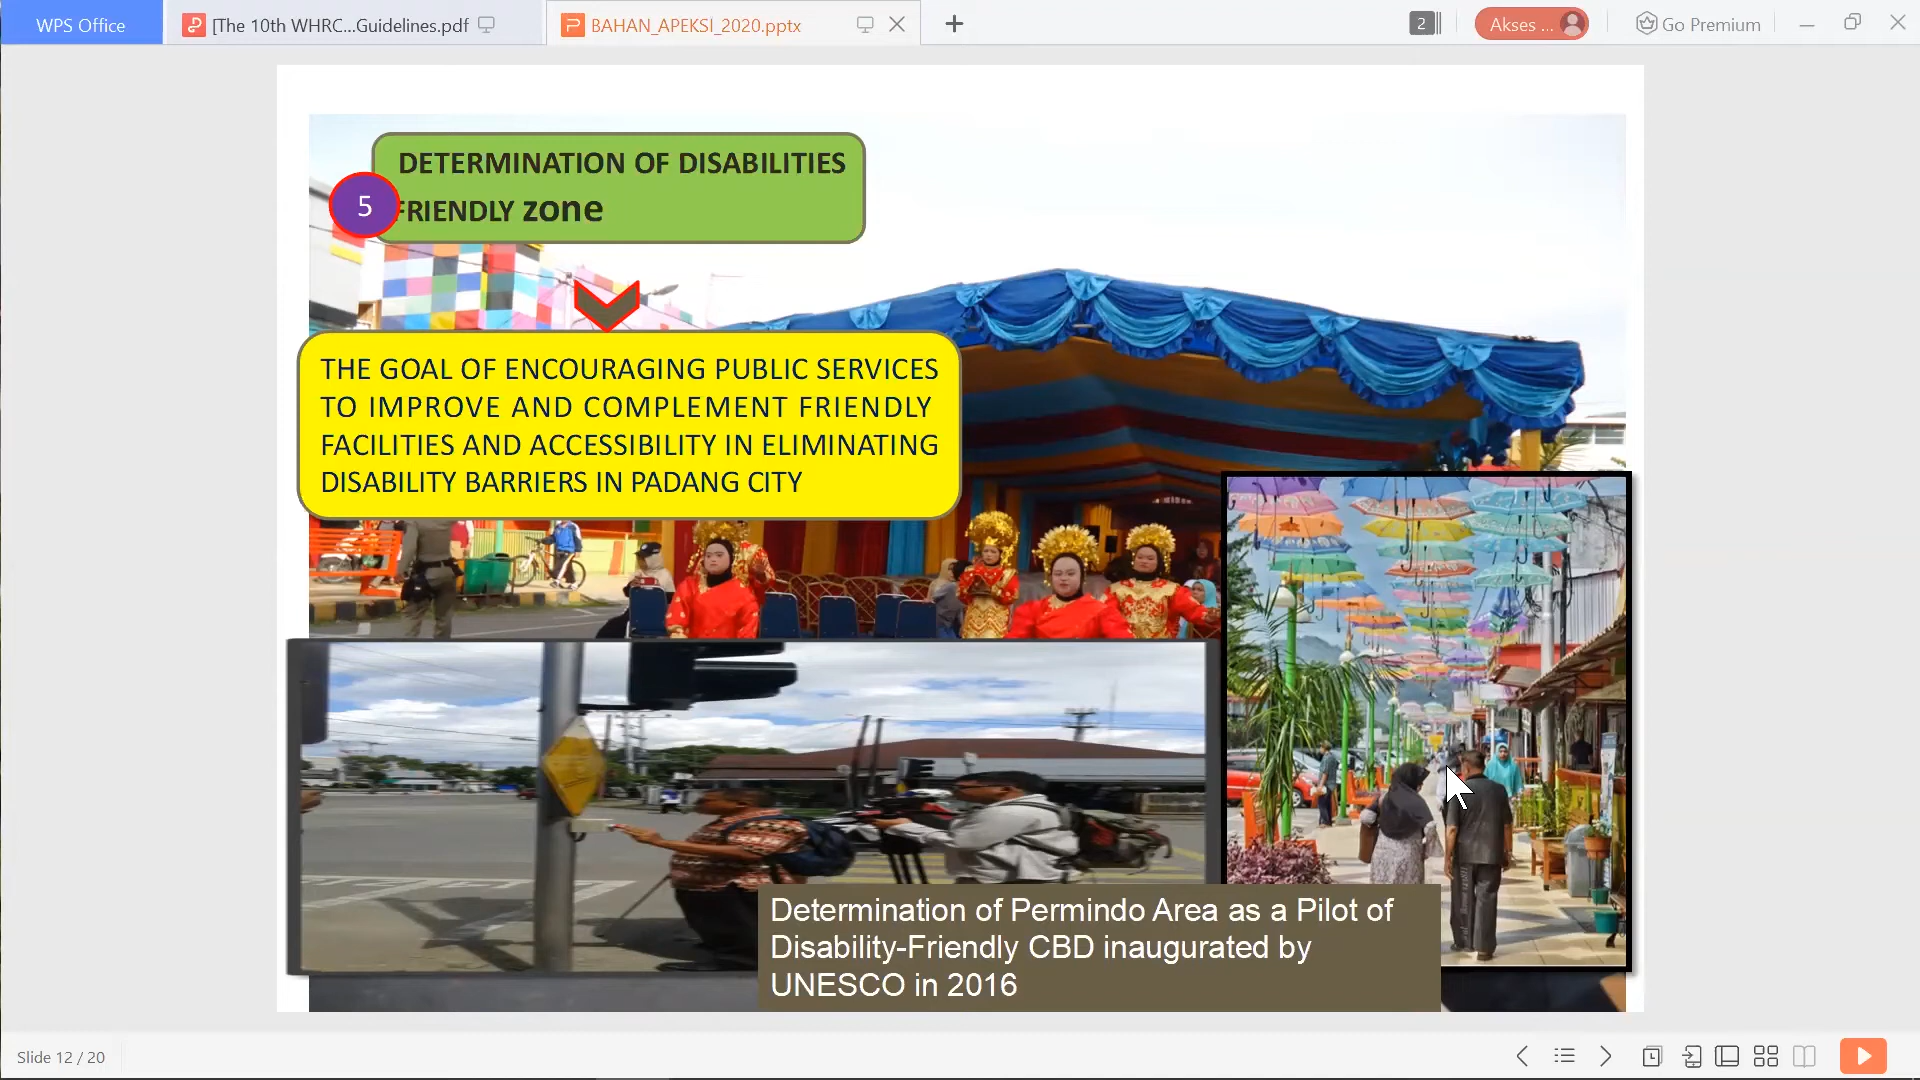 WPS Office
[The 10th WHRC...Guidelines.pdf
BAHAN_APEKSI_2020.pptx
2
Akses ...
Go Premium
DETERMINATION OF DISABILITIES
5
FRIENDLY zone
THE GOAL OF ENCOURAGING PUBLIC SERVICES
TO IMPROVE AND COMPLEMENT FRIENDLY
FACILITIES AND ACCESSIBILITY IN ELIMINATING
DISABILITY BARRIERS IN PADANG CITY
Determination of Permindo Area as a Pilot of
Disability-Friendly CBD inaugurated by
UNESCO in 2016
Slide 12 / 20